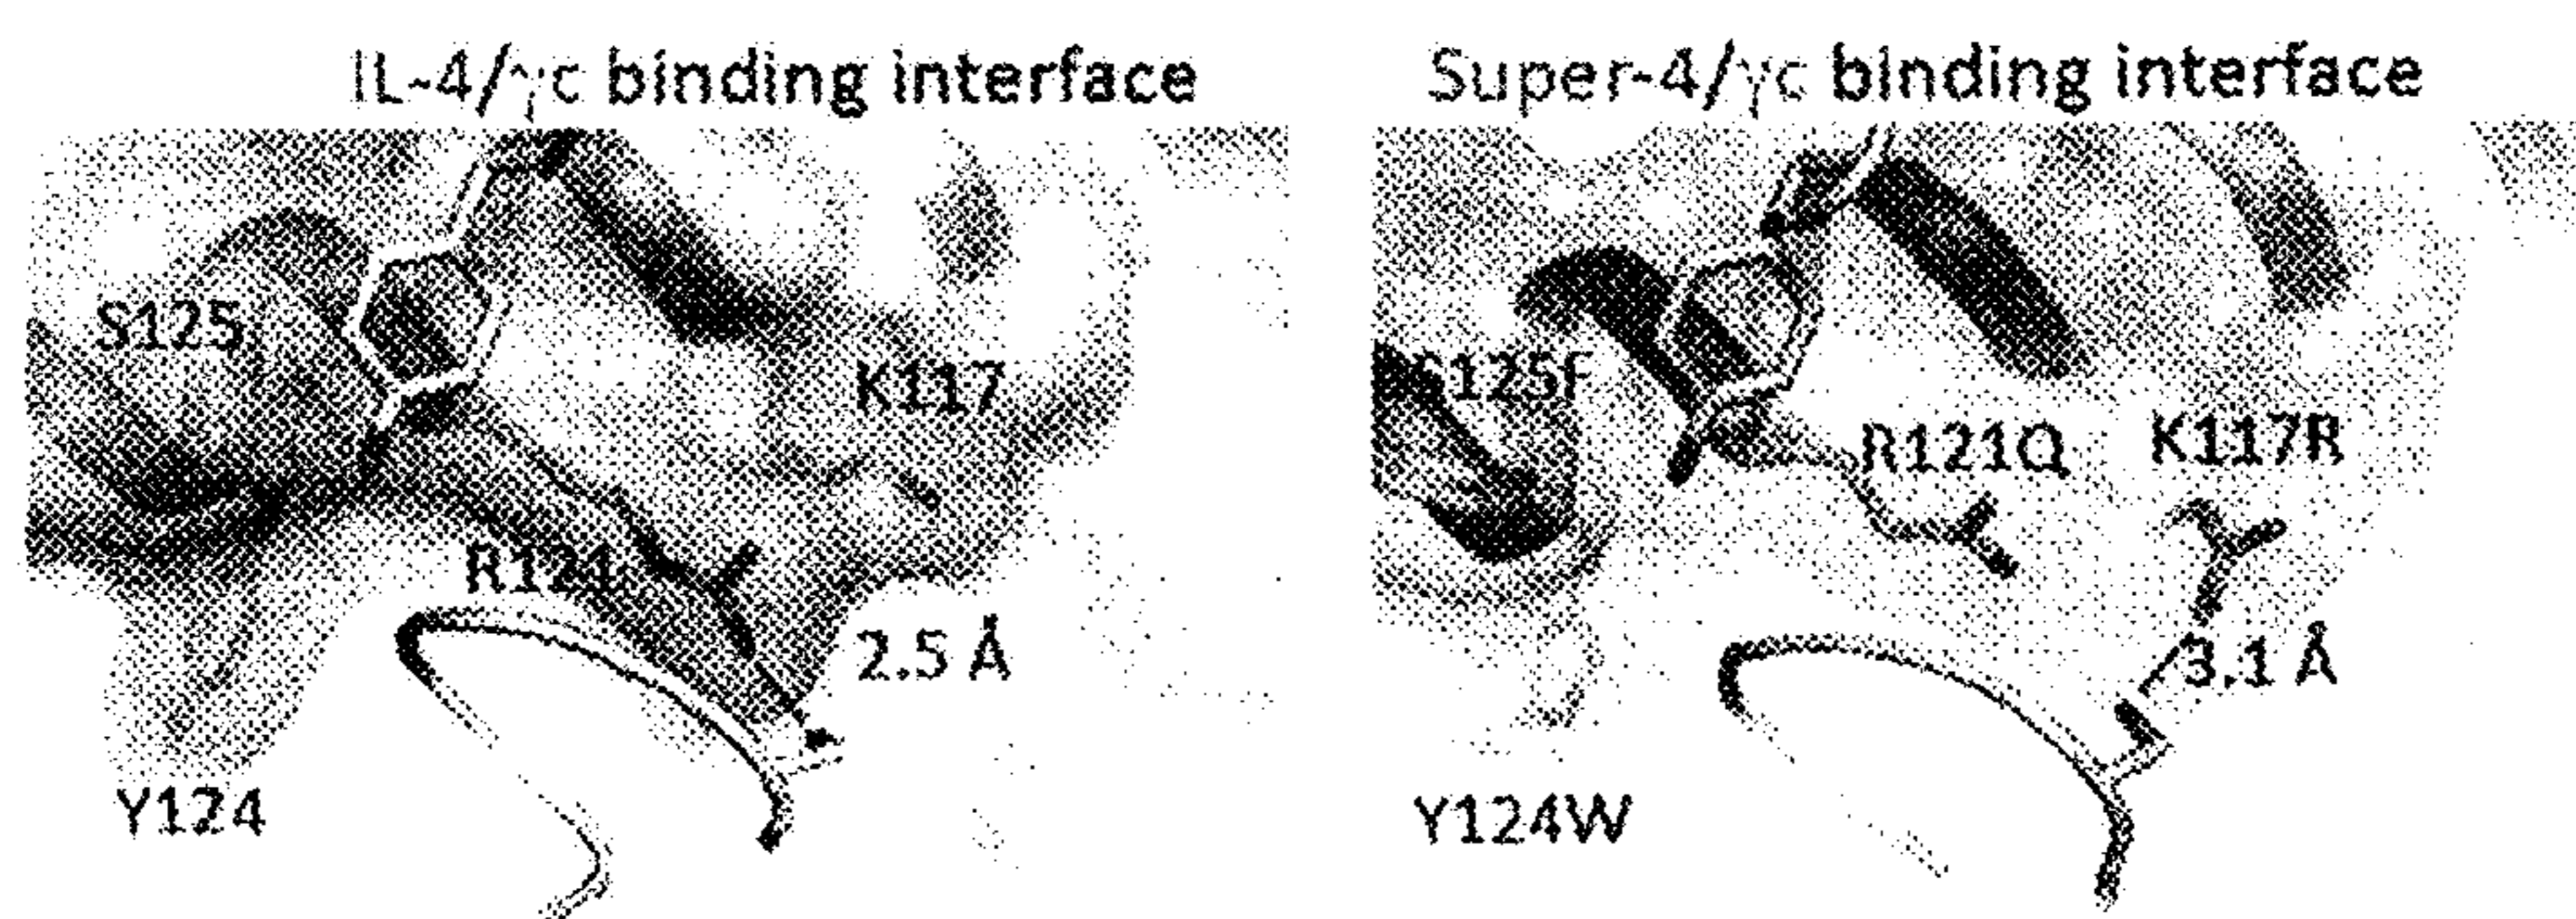 IL-4/γc binding interface
Super-4/γc binding interface
S125
K117
R121
2.5 Å
Y124
S125F
R121Q
K117R
3.1 Å
Y124W